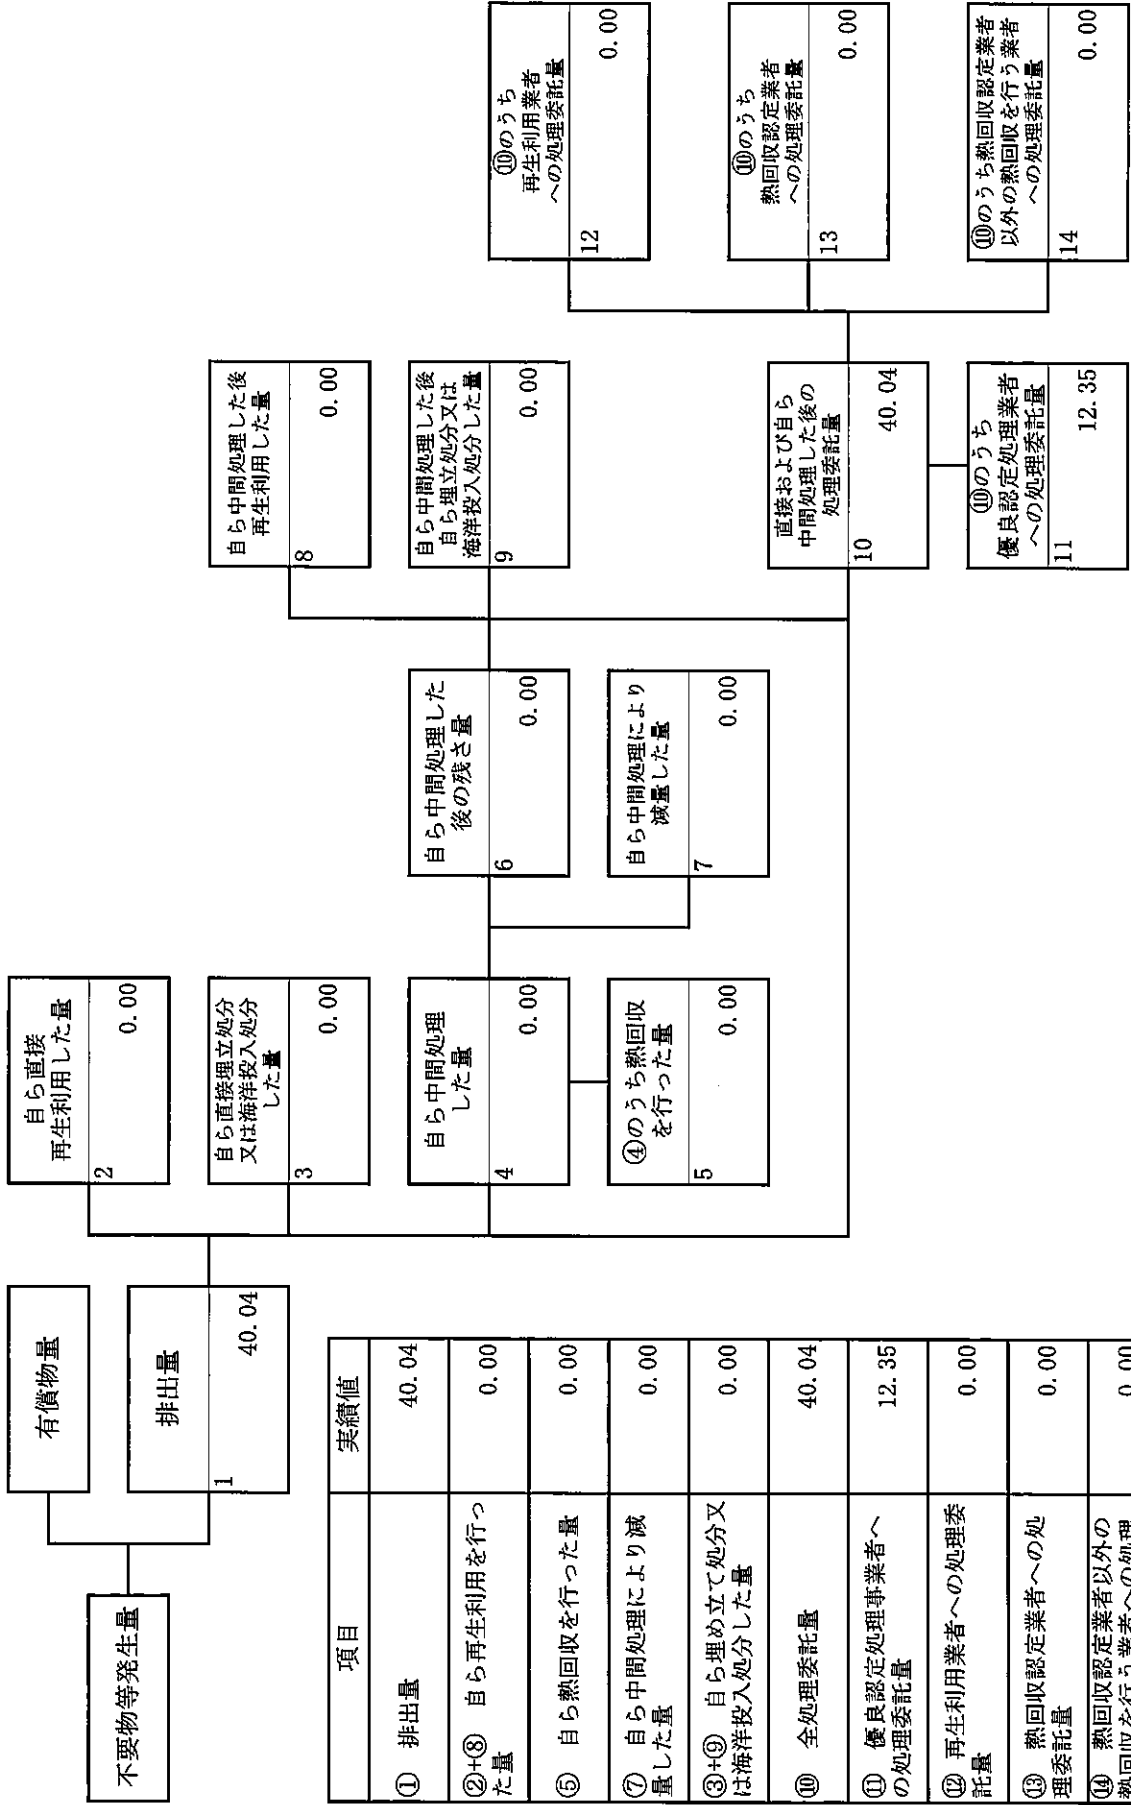 不要物等発生量
有償物量
排出量
1
40.04
自ら直接
再生利用した量
2
0.00
自ら直接埋立処分
又は海洋投入処分
した量
3
0.00
自ら中間処理
した量
4
0.00
④のうち熱回収
を行った量
5
0.00
自ら中間処理した
後の残さ量
6
0.00
自ら中間処理により
減量した量
7
0.00
自ら中間処理した後
再生利用した量
8
0.00
自ら中間処理した後
自ら埋立処分又は
海洋投入処分した量
9
0.00
直接および自ら
中間処理した後の
処理委託量
10
40.04
⑩のうち
優良認定処理業者
への処理委託量
11
12.35
⑩のうち
再生利用業者
への処理委託量
12
0.00
⑩のうち
熱回収認定業者
への処理委託量
13
0.00
⑩のうち熱回収認定業者
以外の熱回収を行う業者
への処理委託量
14
0.00
項目 実績値
① 排出量 40.04
②+⑧ 自ら再生利用を行っ
た量 0.00
⑤ 自ら熱回収を行った量 0.00
⑦ 自ら中間処理により減
量した量 0.00
③+⑨ 自ら埋め立て処分又
は海洋投入処分した量 0.00
⑩ 全処理委託量 40.04
⑪ 優良認定処理事業者へ
の処理委託量 12.35
⑫ 再生利用業者への処理委
託量 0.00
⑬ 熱回収認定業者への処
理委託量 0.00
⑭ 熱回収認定業者以外の
熱回収を行う業者への処理 0.00